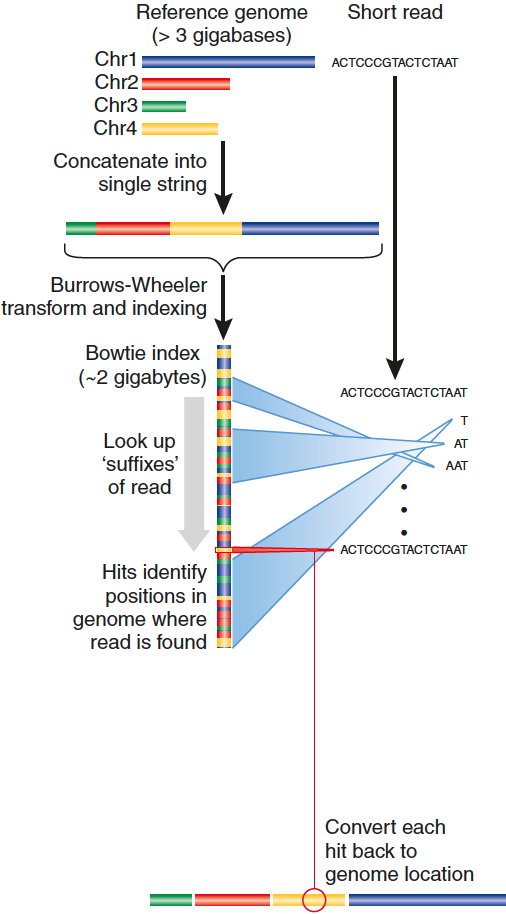 Reference genome
(> 3 gigabases)
Short read
Chr1
ACTCCCGTACTCTAAT
Chr2
Chr3
Chr4
Concatenate into
single string
Burrows-Wheeler
transform and indexing
Bowtie index
(~2 gigabytes)
ACTCCCGTACTCTAAT
T
AT
AAT
Look up
‘suffixes’
of read
ACTCCCGTACTCTAAT
Hits identify
positions in
genome where
read is found
Convert each
hit back to
genome location